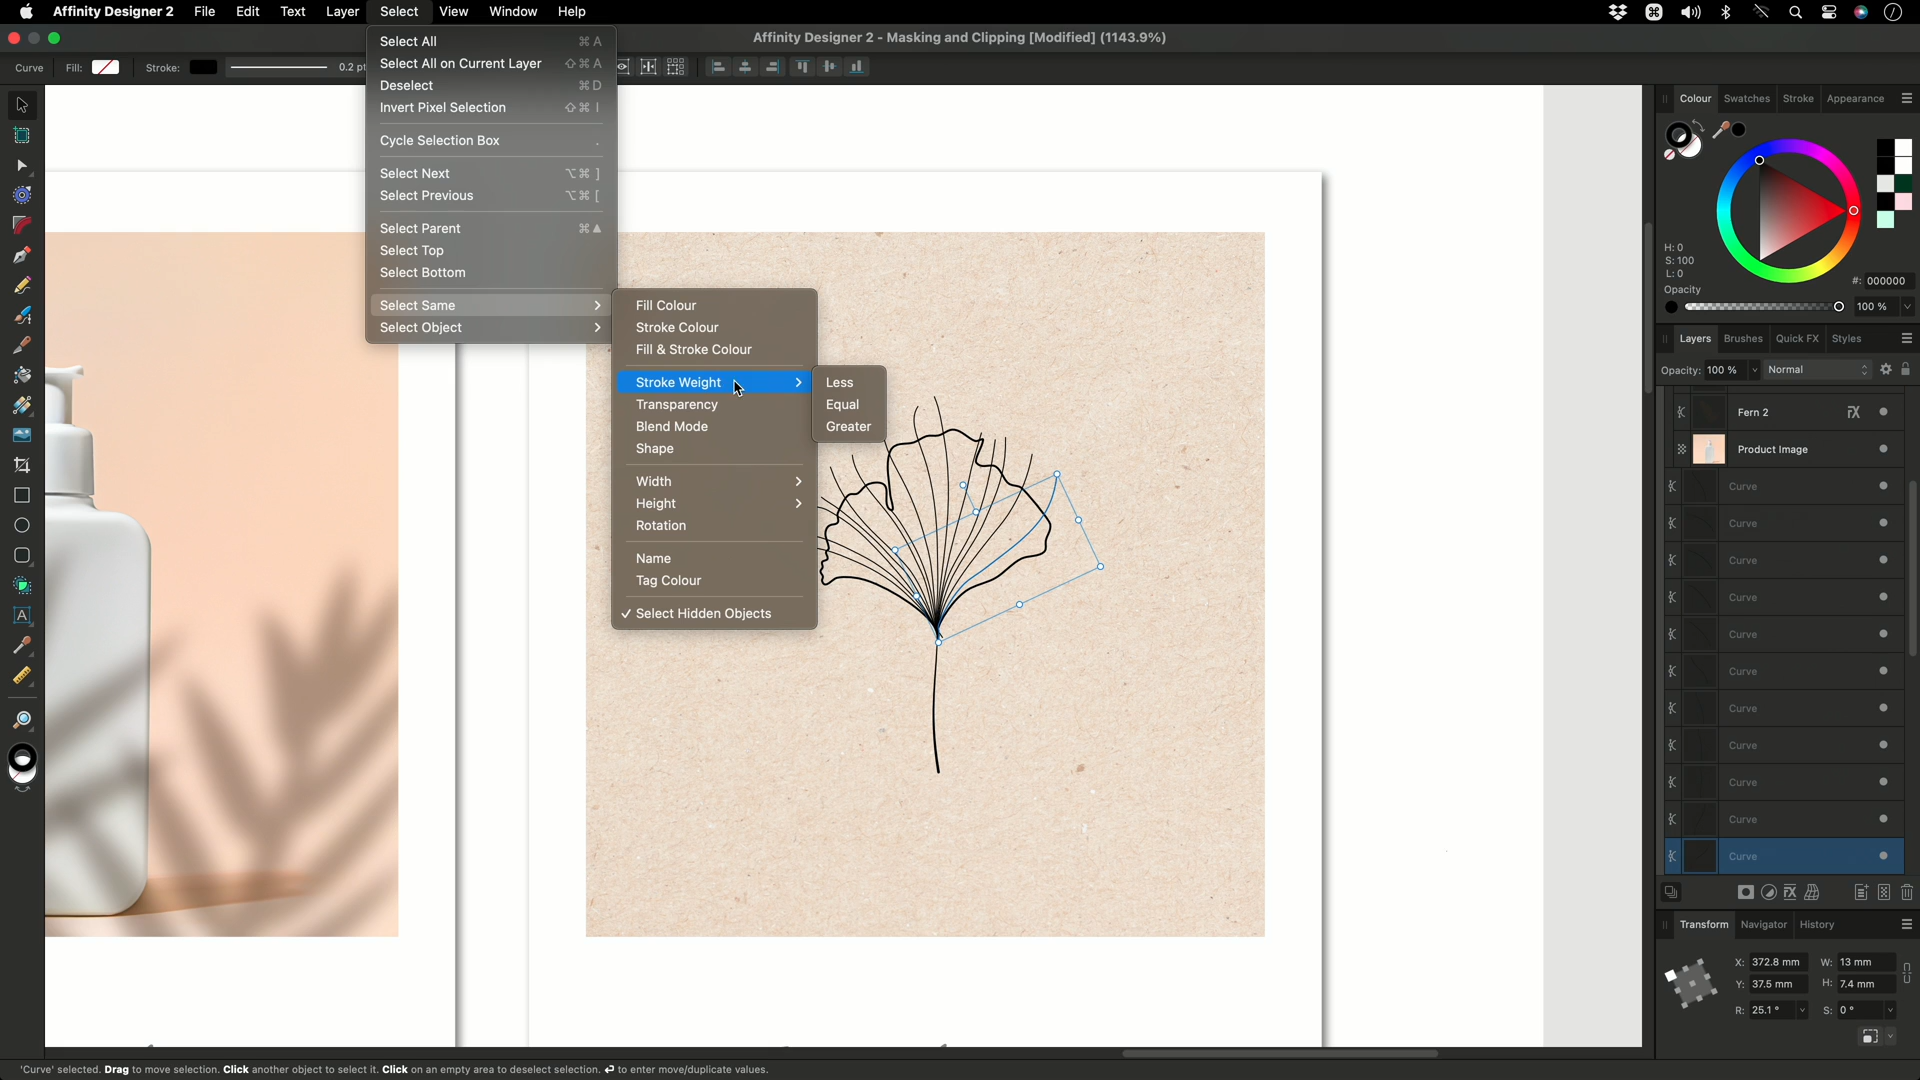 Affinity Designer 2 File Edit Text Layer Select View Window Help
Affinity Designer 2 - Masking and Clipping [Modified] (1143.9%)
Curve Fill: Stroke: 0.2 pt
Select All ⌘ A
Select All on Current Layer ⇧ ⌘ A
Deselect ⌘ D
Invert Pixel Selection ⇧ ⌘ I
Cycle Selection Box .
Select Next ⌥ ⌘ ]
Select Previous ⌥ ⌘ [
Select Parent ⌘ ▲
Select Top
Select Bottom
Select Same
Select Object
Fill Colour
Stroke Colour
Fill & Stroke Colour
Stroke Weight
Transparency
Blend Mode
Shape
Width
Height
Rotation
Name
Tag Colour
✓ Select Hidden Objects
Less
Equal
Greater
Colour Swatches Stroke Appearance
H: 0
S: 100
L: 0
#: 000000
Opacity
100 %
Layers Brushes Quick FX Styles
Opacity: 100 % Normal
Fern 2
Product Image
Curve
Curve
Curve
Curve
Curve
Curve
Curve
Curve
Curve
Curve
Curve
Transform Navigator History
X: 372.8 mm W: 13 mm
Y: 37.5 mm H: 7.4 mm
R: 25.1 ° S: 0 °
'Curve' selected. Drag to move selection. Click another object to select it. Click on an empty area to deselect selection. ↵ to enter move/duplicate values.